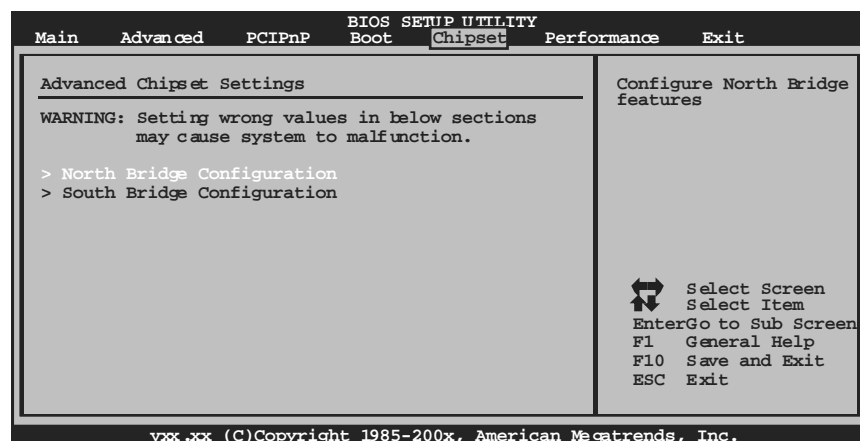 BIOS SETUP UTILITY
Main Advanced PCIPnP Boot Chipset Performance Exit
Advanced Chipset Settings
WARNING: Setting wrong values in below sections
may cause system to malfunction.
> North Bridge Configuration
> South Bridge Configuration
Configure North Bridge
features
Select Screen
Select Item
EnterGo to Sub Screen
F1 General Help
F10 Save and Exit
ESC Exit
vxx.xx (C)Copyright 1985-200x, American Megatrends, Inc.